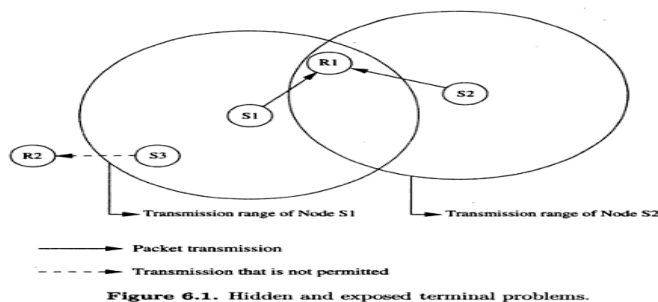 R1
S2
S1
R2
S3
Transmission range of Node S1
Transmission range of Node S2
Packet transmission
Transmission that is not permitted
Figure 6.1. Hidden and exposed terminal problems.